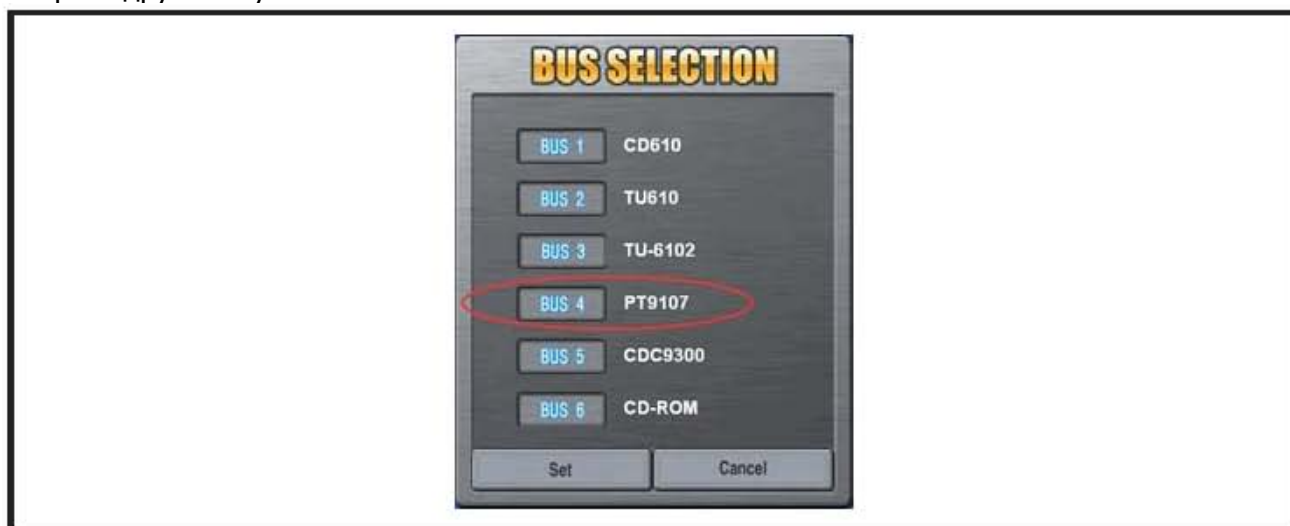 BUS SELECTION
BUS 1 CD610
BUS 2 TU610
BUS 3 TU-6102
BUS 4 PT9107
BUS 5 CDC9300
BUS 6 CD-ROM
Set Cancel